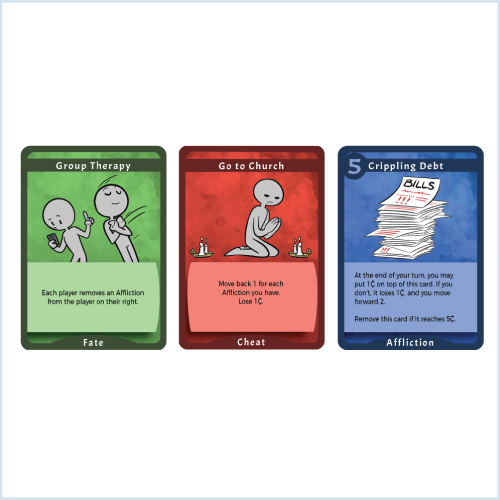 Group Therapy
Each player removes an Affliction
from the player on their right.
Fate
Go to Church
Move back 1 for each
Affliction you have.
Lose 1₵.
Cheat
5 Crippling Debt
BILLS
!!!
At the end of your turn, you may
put 1₵ on top of this card. If you
don't, it loses 1₵, and you move
forward 2.
Remove this card if it reaches 5₵.
Affliction